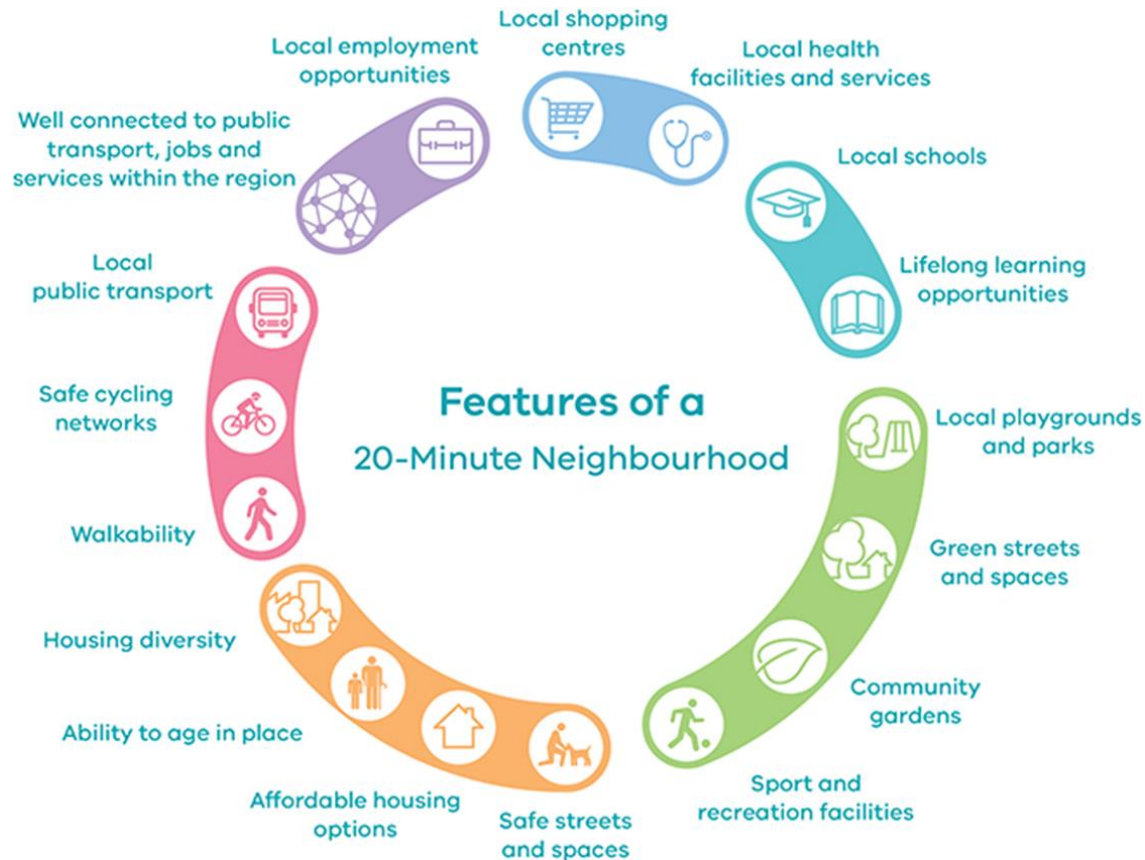 Features of a
20-Minute Neighbourhood
Local shopping
centres
Local health
facilities and services
Local schools
Lifelong learning
opportunities
Local playgrounds
and parks
Green streets
and spaces
Community
gardens
Sport and
recreation facilities
Safe streets
and spaces
Affordable housing
options
Ability to age in place
Housing diversity
Walkability
Safe cycling
networks
Local
public transport
Well connected to public
transport, jobs and
services within the region
Local employment
opportunities